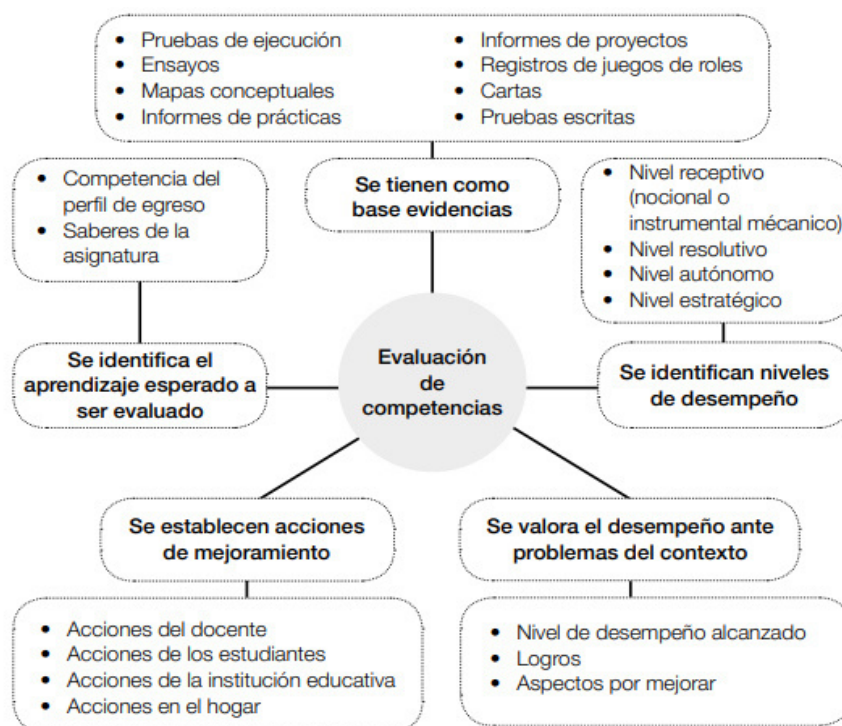 • Pruebas de ejecución
• Ensayos
• Mapas conceptuales
• Informes de prácticas
• Informes de proyectos
• Registros de juegos de roles
• Cartas
• Pruebas escritas
• Competencia del
perfil de egreso
• Saberes de la
asignatura
Se tienen como
base evidencias
• Nivel receptivo
(nocional o
instrumental mécanico)
• Nivel resolutivo
• Nivel autónomo
• Nivel estratégico
Se identifica el
aprendizaje esperado a
ser evaluado
Evaluación
de
competencias
Se identifican niveles
de desempeño
Se establecen acciones
de mejoramiento
Se valora el desempeño ante
problemas del contexto
• Acciones del docente
• Acciones de los estudiantes
• Acciones de la institución educativa
• Acciones en el hogar
• Nivel de desempeño alcanzado
• Logros
• Aspectos por mejorar